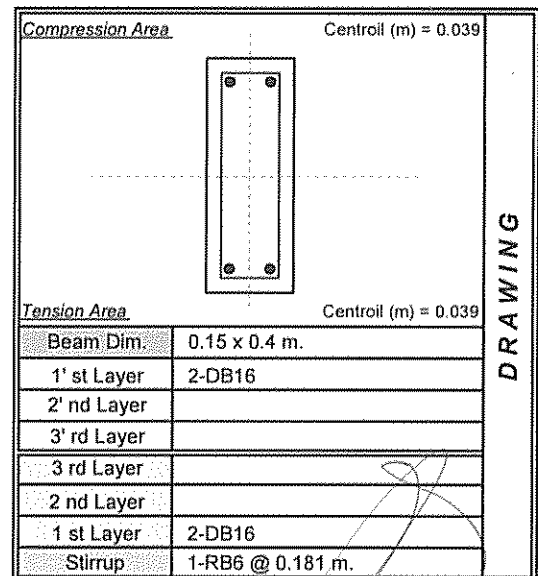 Compression Area Centroil (m) = 0.039
Tension Area Centroil (m) = 0.039
Beam Dim. 0.15 x 0.4 m.
1' st Layer 2-DB16
2' nd Layer
3' rd Layer
3 rd Layer
2 nd Layer
1 st Layer 2-DB16
Stirrup 1-RB6 @ 0.181 m.
DRAWING